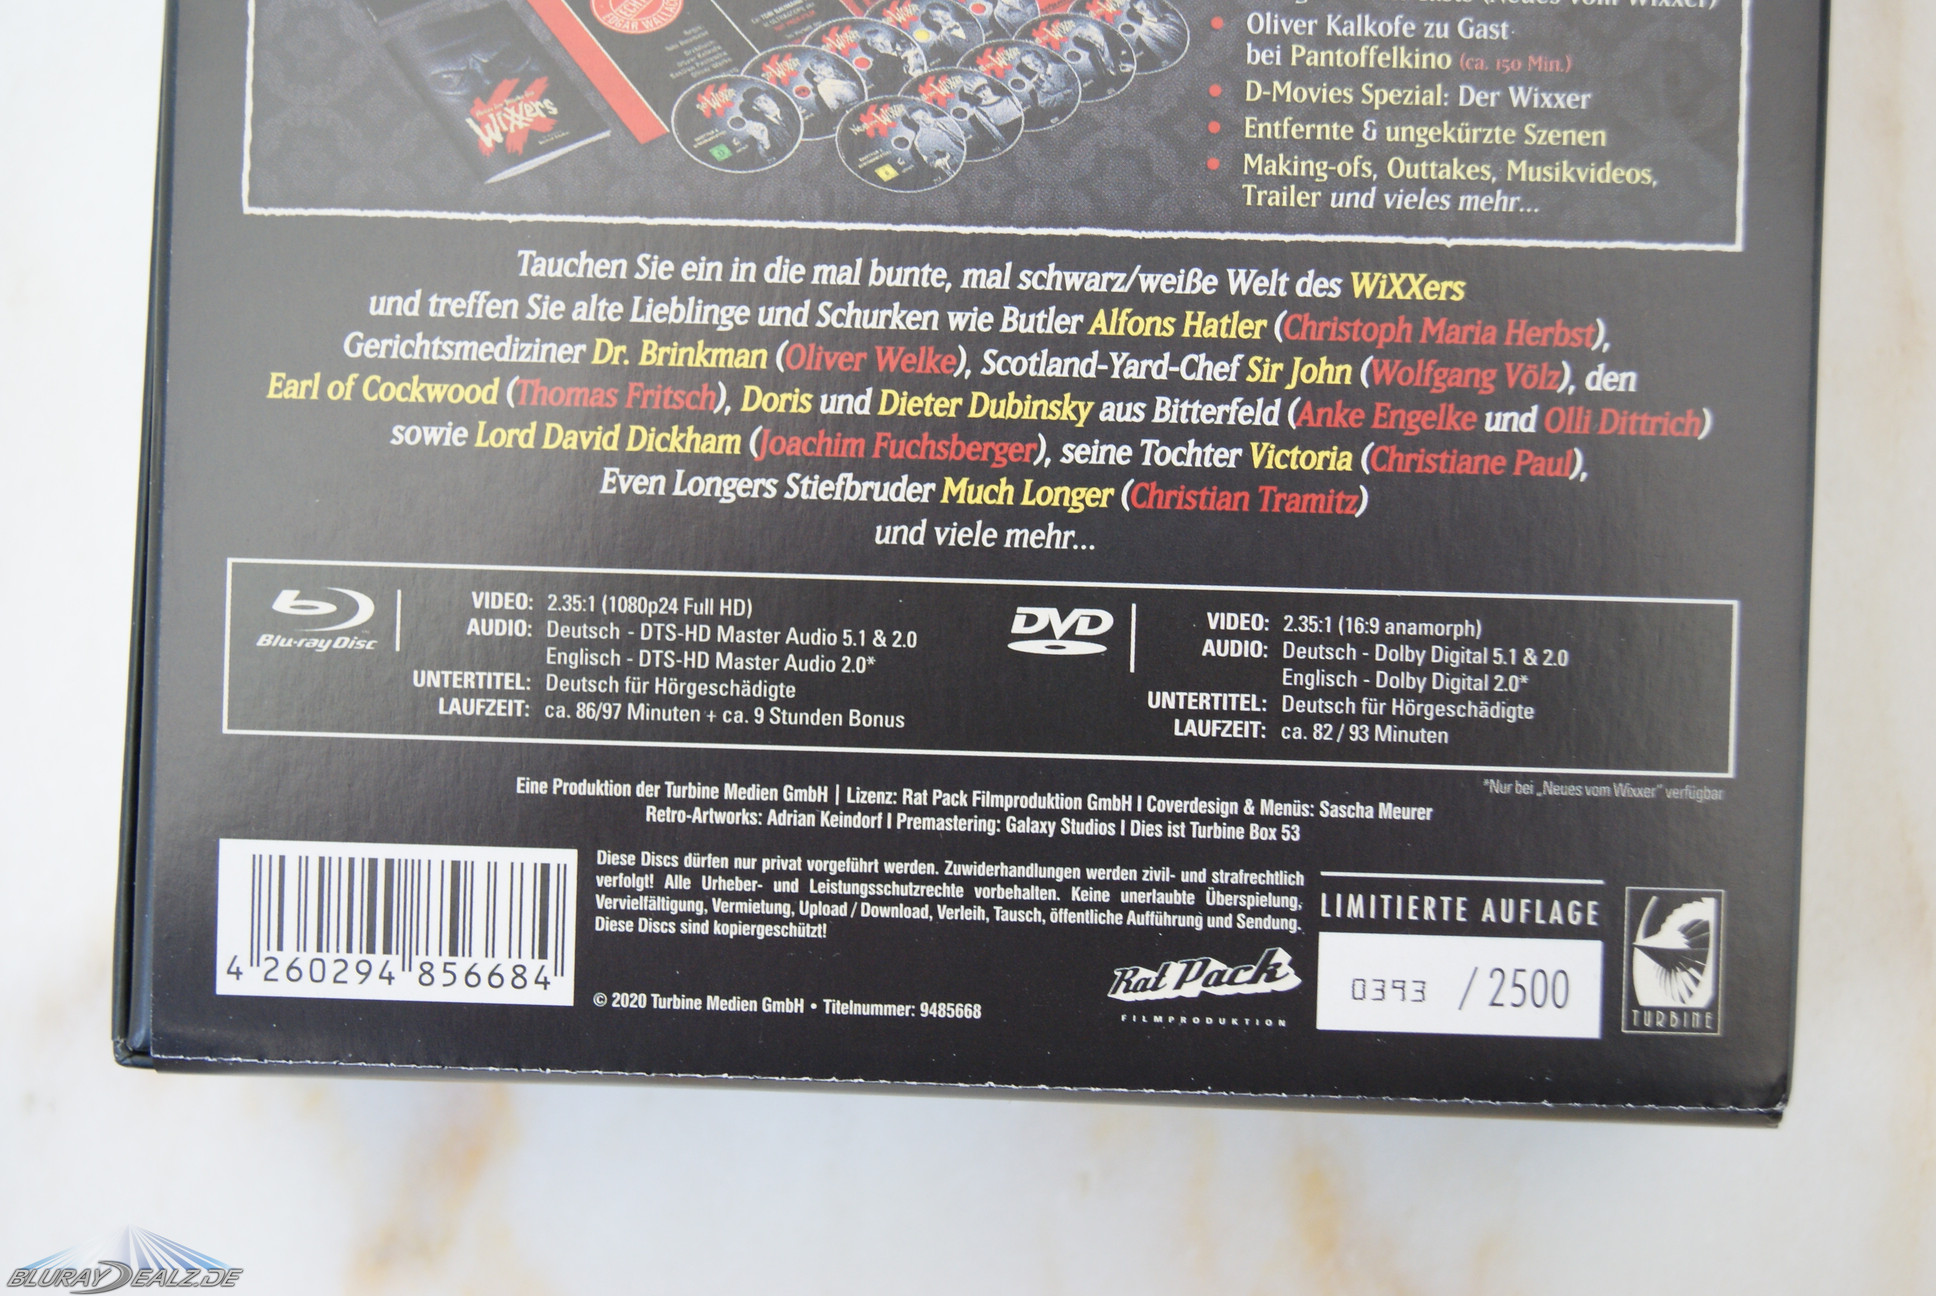 Oliver Kalkofe zu Gast
bei Pantoffelkino (ca. 150 Min.)
D-Movies Spezial: Der Wixxer
Entfernte & ungekürzte Szenen
Making-ofs, Outtakes, Musikvideos,
Trailer und vieles mehr...
WiXXers
Tauchen Sie ein in die mal bunte, mal schwarz/weiße Welt des WiXXers
und treffen Sie alte Lieblinge und Schurken wie Butler Alfons Hatler (Christoph Maria Herbst),
Gerichtsmediziner Dr. Brinkman (Oliver Welke), Scotland-Yard-Chef Sir John (Wolfgang Völz), den
Earl of Cockwood (Thomas Fritsch), Doris und Dieter Dubinsky aus Bitterfeld (Anke Engelke und Olli Dittrich)
sowie Lord David Dickham (Joachim Fuchsberger), seine Tochter Victoria (Christiane Paul),
Even Longers Stiefbruder Much Longer (Christian Tramitz)
und viele mehr...
Blu-ray Disc
VIDEO: 2.35:1 (1080p24 Full HD)
AUDIO: Deutsch - DTS-HD Master Audio 5.1 & 2.0
Englisch - DTS-HD Master Audio 2.0*
UNTERTITEL: Deutsch für Hörgeschädigte
LAUFZEIT: ca. 86/97 Minuten + ca. 9 Stunden Bonus
DVD
VIDEO: 2.35:1 (16:9 anamorph)
AUDIO: Deutsch - Dolby Digital 5.1 & 2.0
Englisch - Dolby Digital 2.0*
UNTERTITEL: Deutsch für Hörgeschädigte
LAUFZEIT: ca. 82 / 93 Minuten
*Nur bei „Neues vom Wixxer" verfügbar
Eine Produktion der Turbine Medien GmbH | Lizenz: Rat Pack Filmproduktion GmbH | Coverdesign & Menüs: Sascha Meurer
Retro-Artworks: Adrian Keindorf | Premastering: Galaxy Studios | Dies ist Turbine Box 53
Diese Discs dürfen nur privat vorgeführt werden. Zuwiderhandlungen werden zivil- und strafrechtlich
verfolgt! Alle Urheber- und Leistungsschutzrechte vorbehalten. Keine unerlaubte Überspielung,
Vervielfältigung, Vermietung, Upload / Download, Verleih, Tausch, öffentliche Aufführung und Sendung.
Diese Discs sind kopiergeschützt!
4 260294 856684
© 2020 Turbine Medien GmbH • Titelnummer: 9485668
Rat Pack
FILMPRODUKTION
LIMITIERTE AUFLAGE
0393 / 2500
TURBINE
BLURAYDEALZ.DE